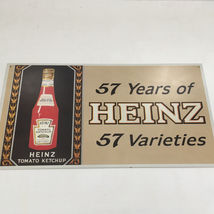 57 Years of
HEINZ
57 Varieties
HEINZ
TOMATO KETCHUP